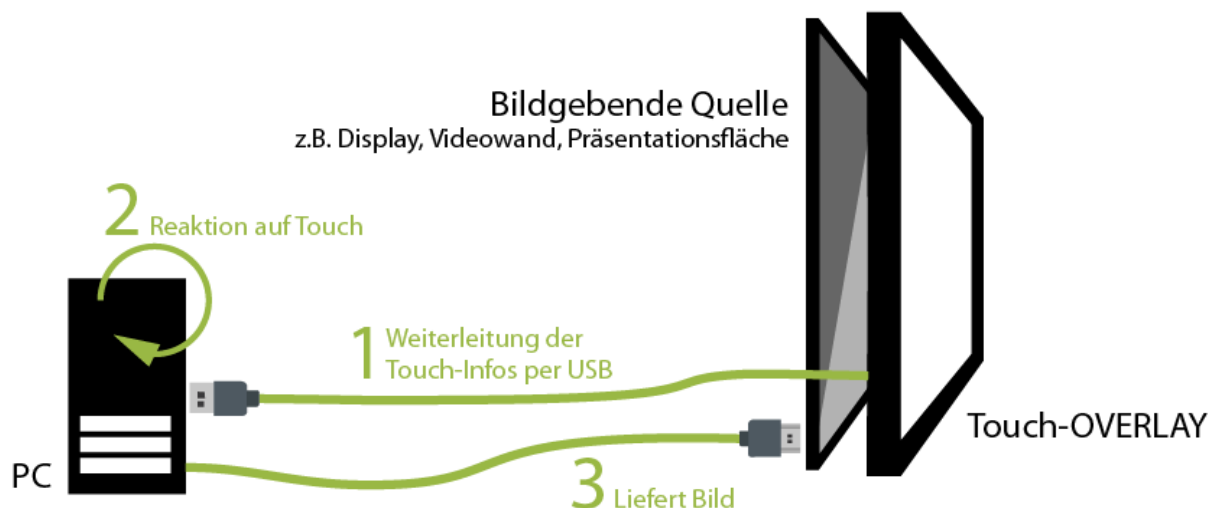 Bildgebende Quelle
z.B. Display, Videowand, Präsentationsfläche
2 Reaktion auf Touch
1 Weiterleitung der
Touch-Infos per USB
Touch-OVERLAY
PC
3 Liefert Bild